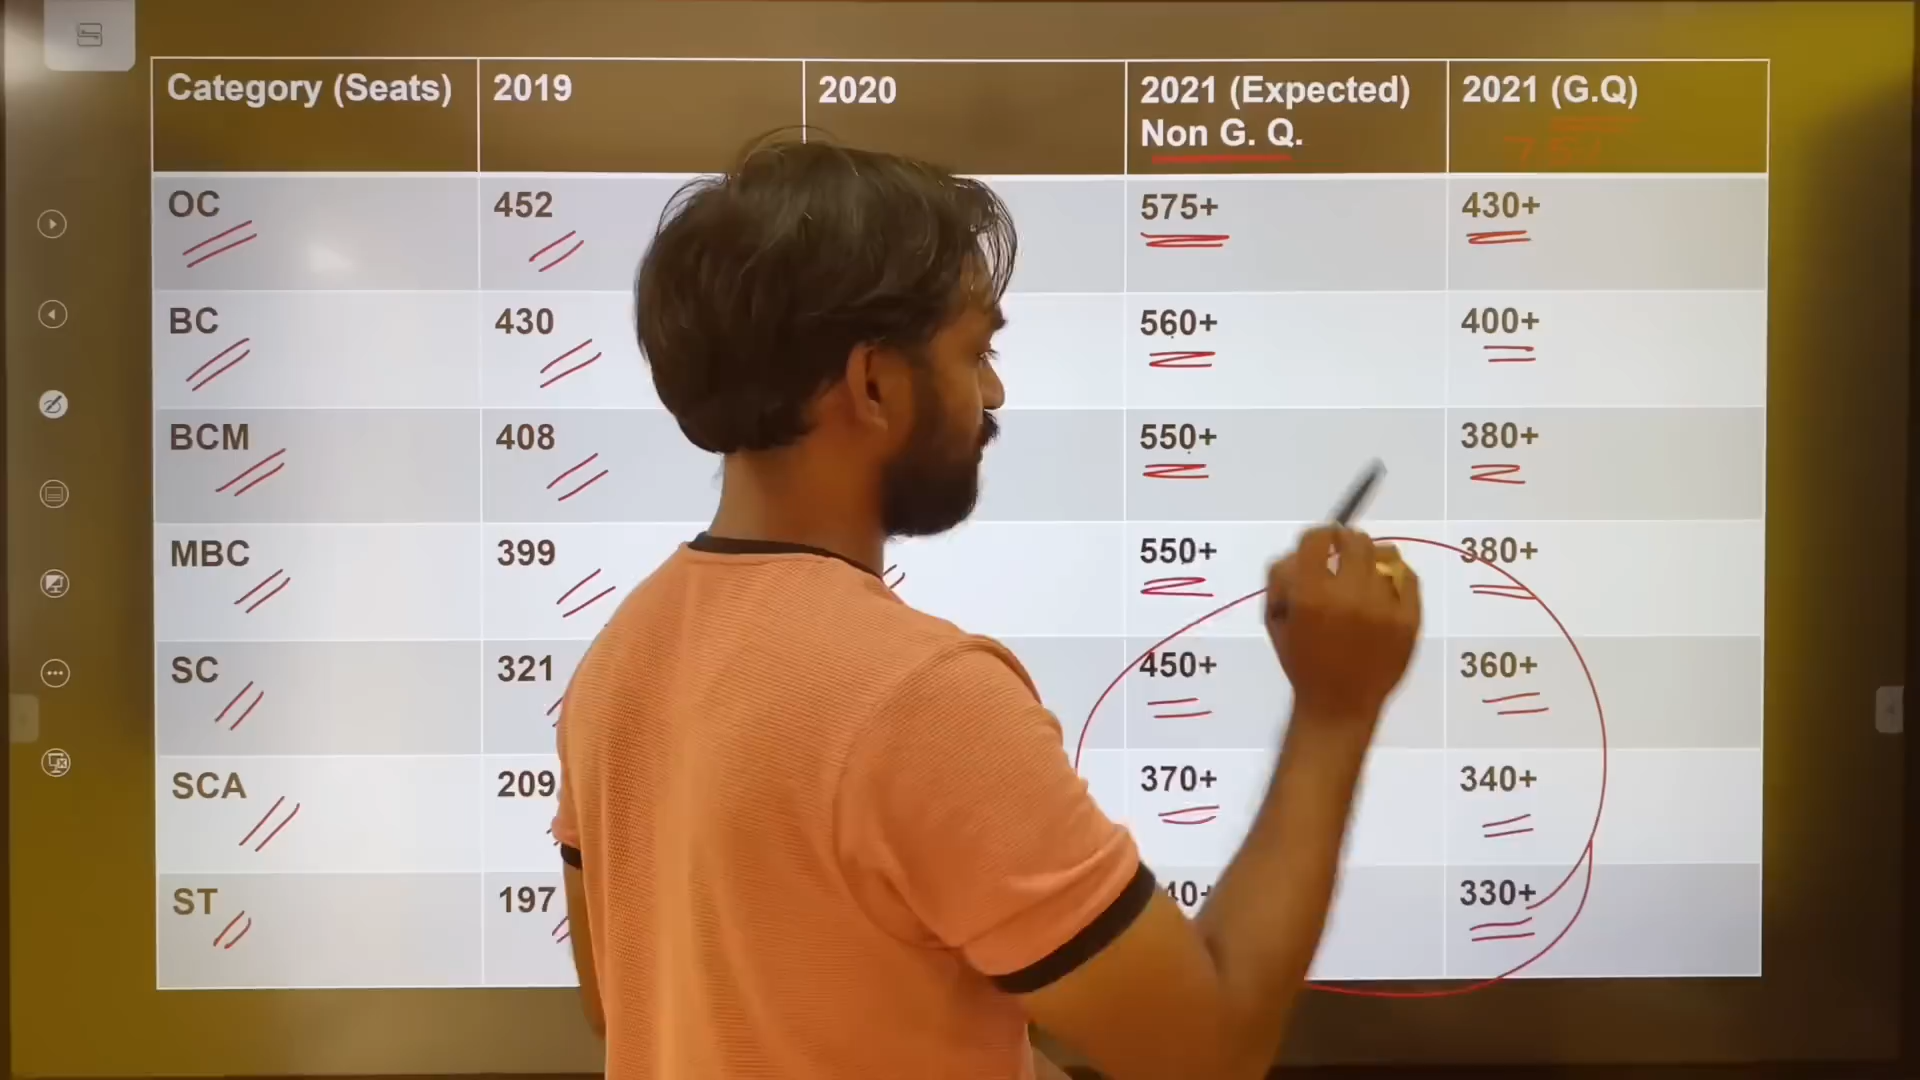 Category (Seats) 2019 2020 2021 (Expected) 2021 (G.Q)
Non G. Q.
OC 452 575+ 430+
BC 430 560+ 400+
BCM 408 550+ 380+
MBC 399 550+ 380+
SC 321 450+ 360+
SCA 209 370+ 340+
ST 197 330+